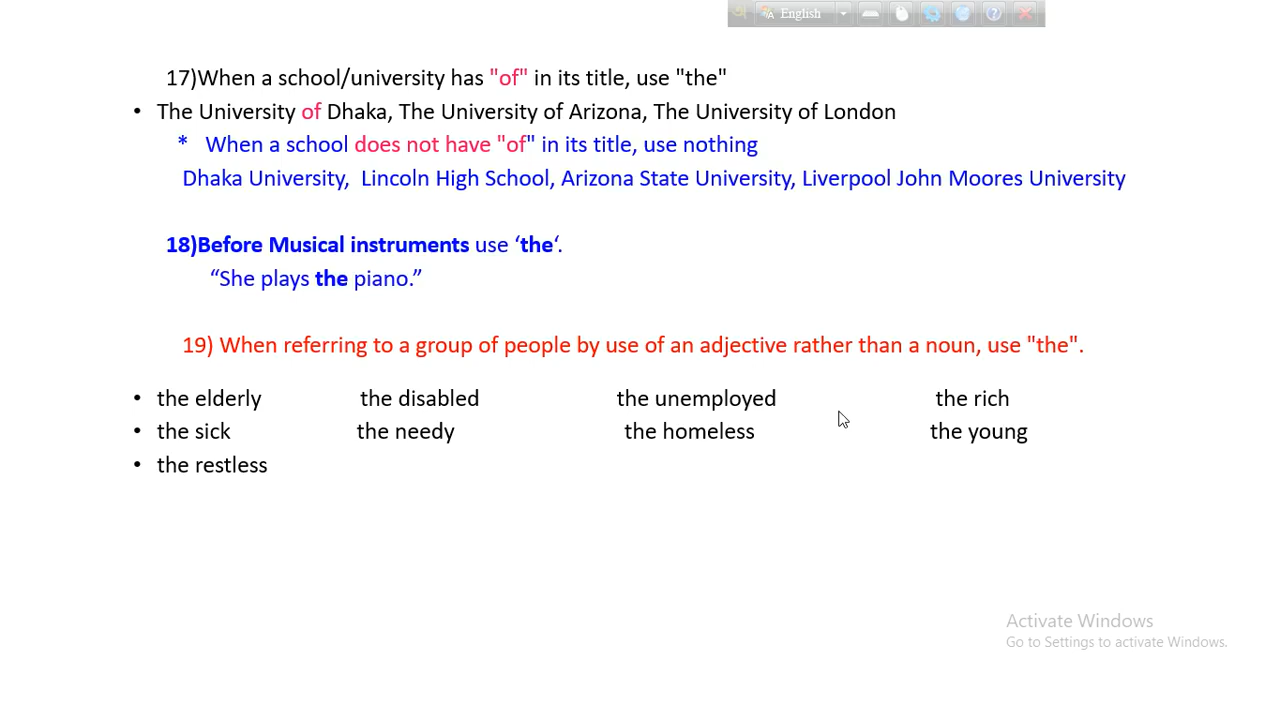 English
17)When a school/university has "of" in its title, use "the"
• The University of Dhaka, The University of Arizona, The University of London
* When a school does not have "of" in its title, use nothing
Dhaka University, Lincoln High School, Arizona State University, Liverpool John Moores University
18)Before Musical instruments use ‘the‘.
“She plays the piano.”
19) When referring to a group of people by use of an adjective rather than a noun, use "the".
• the elderly the disabled the unemployed the rich
• the sick the needy the homeless the young
• the restless
Activate Windows
Go to Settings to activate Windows.